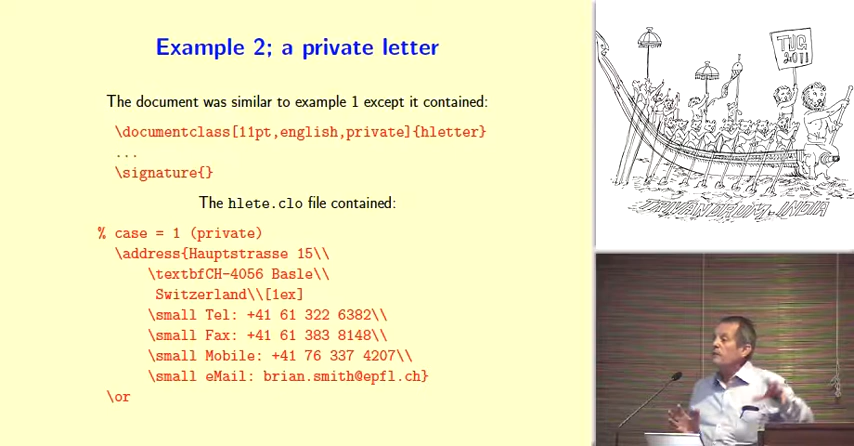 Example 2; a private letter
The document was similar to example 1 except it contained:
\documentclass[11pt,english,private]{hletter}
...
\signature{}
The hlete.clo file contained:
% case = 1 (private)
\address{Hauptstrasse 15\\
\textbfCH-4056 Basle\\
Switzerland\\[1ex]
\small Tel: +41 61 322 6382\\
\small Fax: +41 61 383 8148\\
\small Mobile: +41 76 337 4207\\
\small eMail: brian.smith@epfl.ch}
\or
TUG
2011
TRIVANDRUM-INDIA